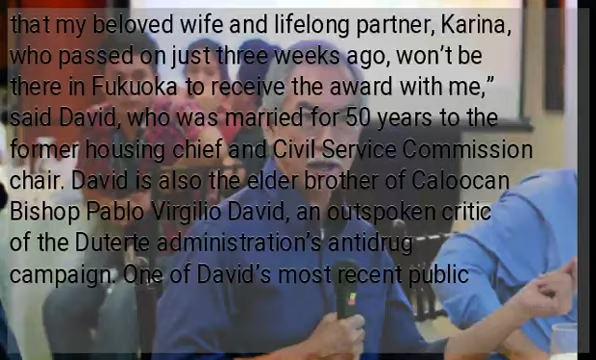 that my beloved wife and lifelong partner, Karina,
who passed on just three weeks ago, won’t be
there in Fukuoka to receive the award with me,”
said David, who was married for 50 years to the
former housing chief and Civil Service Commission
chair. David is also the elder brother of Caloocan
Bishop Pablo Virgilio David, an outspoken critic
of the Duterte administration’s antidrug
campaign. One of David’s most recent public